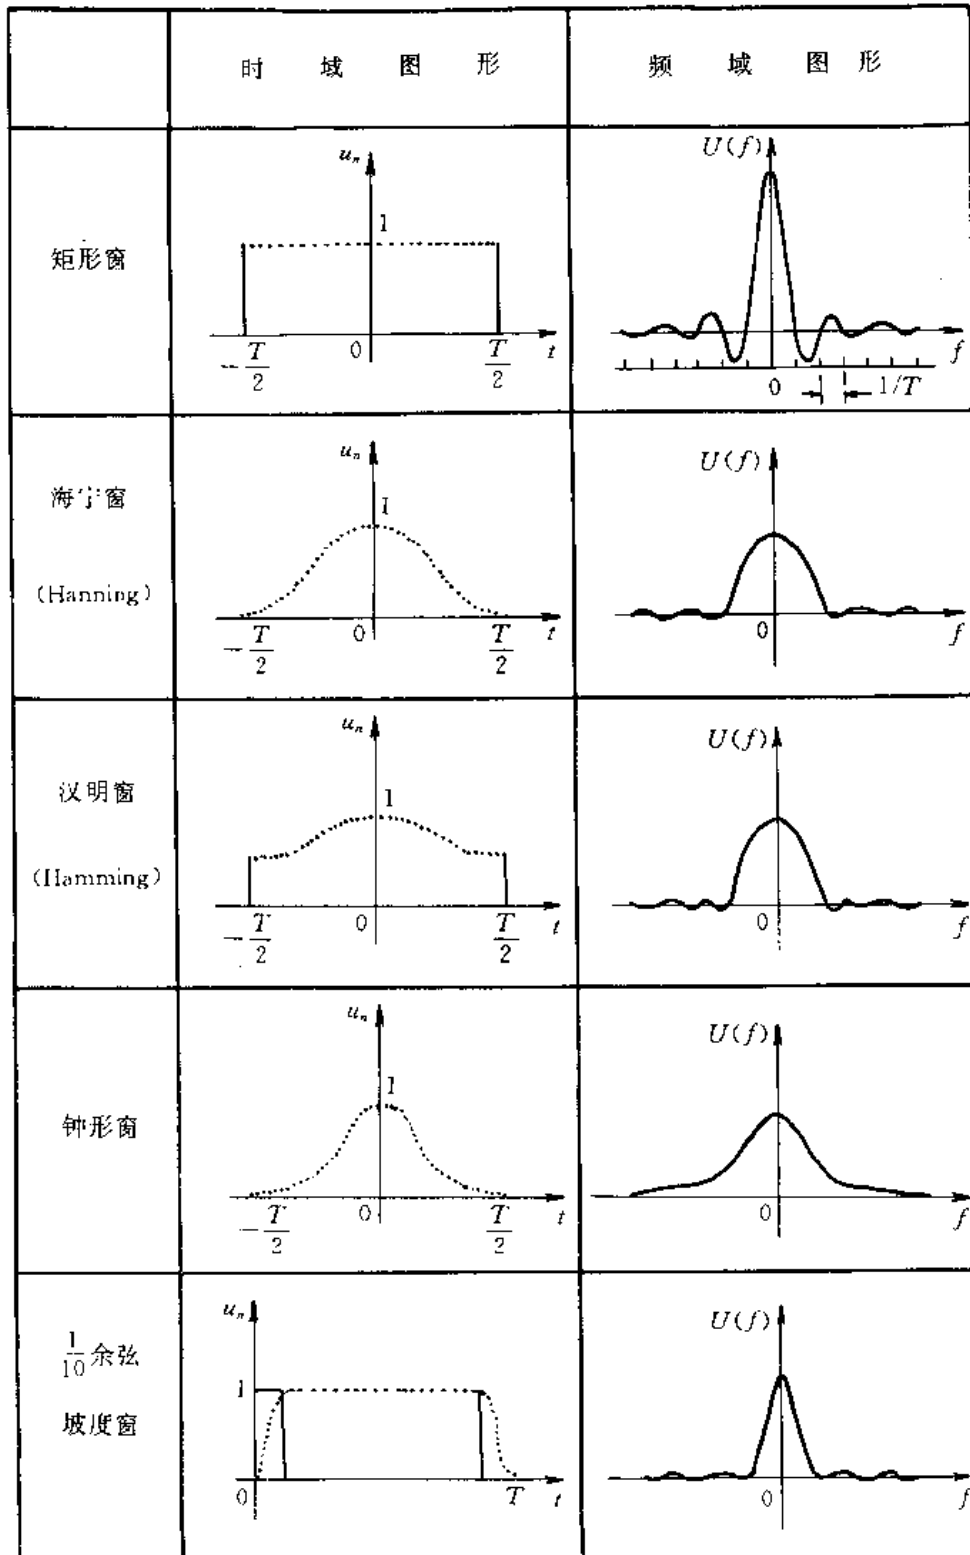 时域图形 频域图形
矩形窗
u_n
1
-T/2 0 T/2 t
U(f)
0 1/T f
海宁窗
(Hanning)
u_n
1
-T/2 0 T/2 t
U(f)
0 f
汉明窗
(Hamming)
u_n
1
-T/2 0 T/2 t
U(f)
0 f
钟形窗
u_n
1
-T/2 0 T/2 t
U(f)
0 f
1/10余弦
坡度窗
u_n
1
0 T t
U(f)
0 f